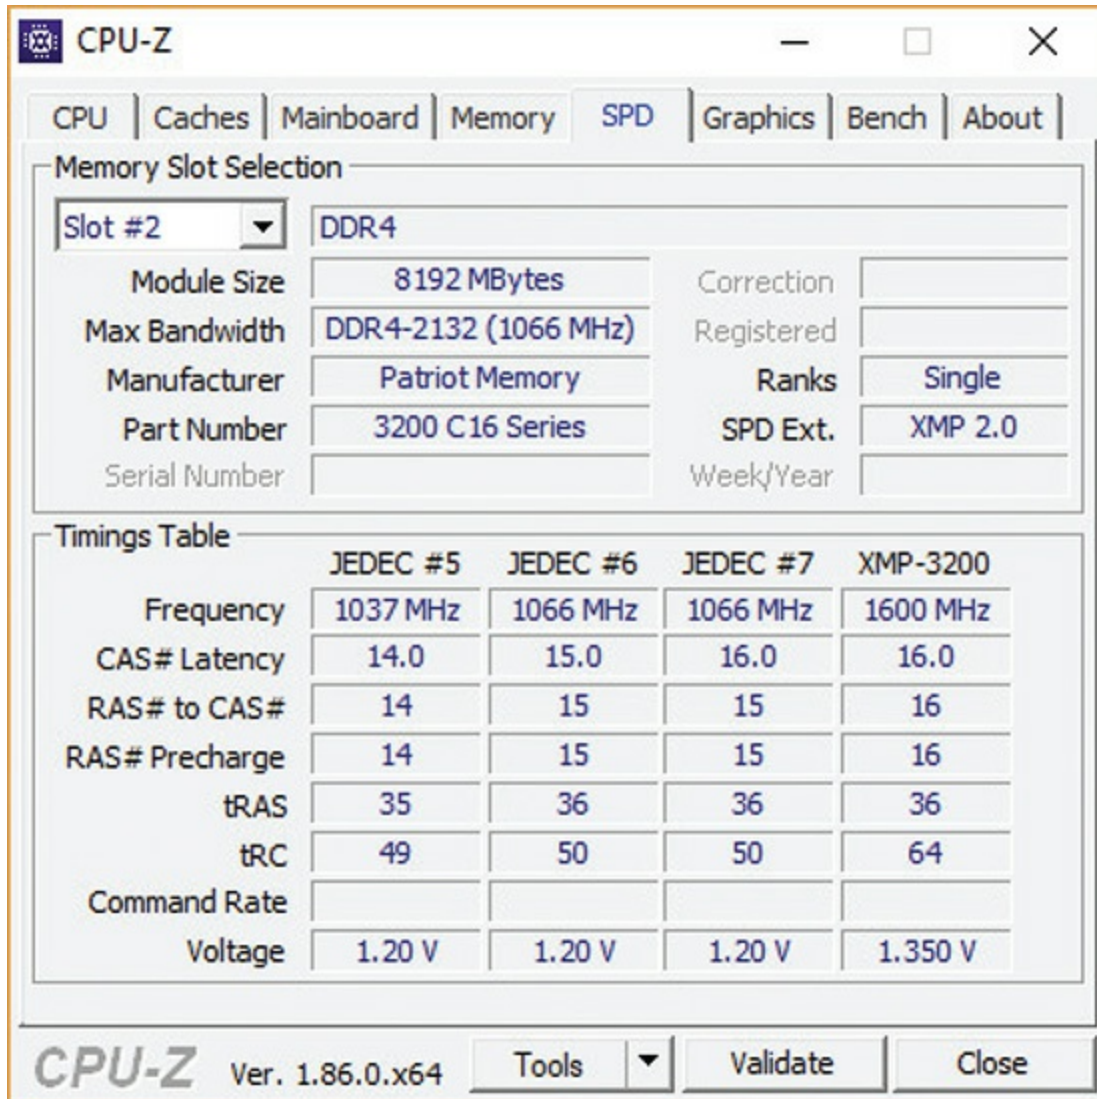 CPU-Z
CPU Caches Mainboard Memory SPD Graphics Bench About
Memory Slot Selection
Slot #2 DDR4
Module Size 8192 MBytes Correction
Max Bandwidth DDR4-2132 (1066 MHz) Registered
Manufacturer Patriot Memory Ranks Single
Part Number 3200 C16 Series SPD Ext. XMP 2.0
Serial Number Week/Year
Timings Table
JEDEC #5 JEDEC #6 JEDEC #7 XMP-3200
Frequency 1037 MHz 1066 MHz 1066 MHz 1600 MHz
CAS# Latency 14.0 15.0 16.0 16.0
RAS# to CAS# 14 15 15 16
RAS# Precharge 14 15 15 16
tRAS 35 36 36 36
tRC 49 50 50 64
Command Rate
Voltage 1.20 V 1.20 V 1.20 V 1.350 V
CPU-Z Ver. 1.86.0.x64 Tools Validate Close